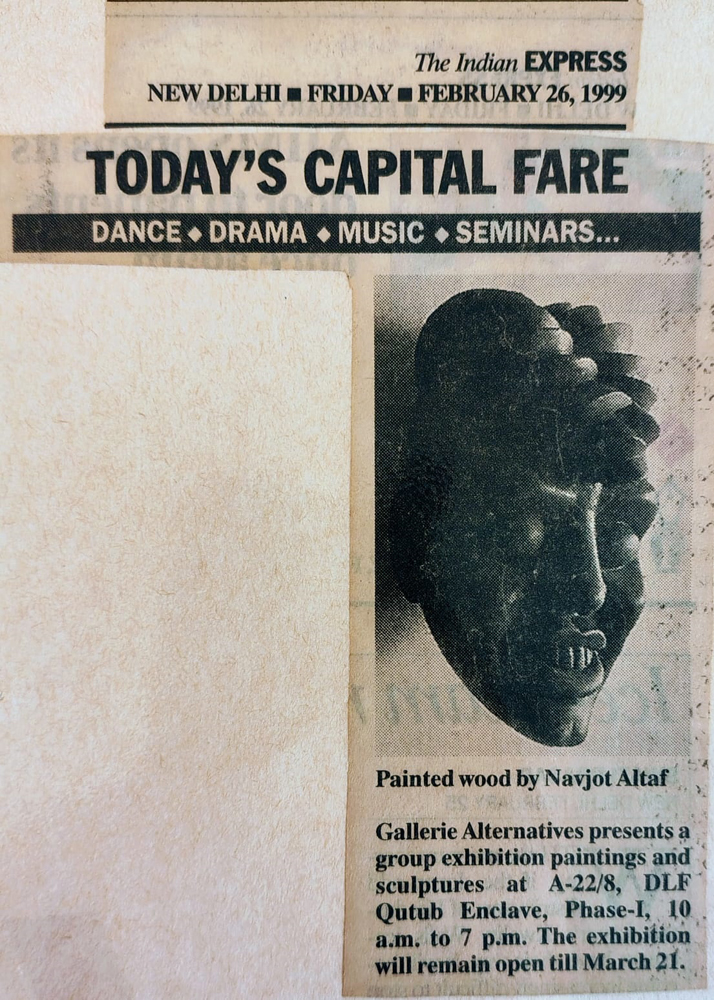 The Indian EXPRESS
NEW DELHI ■ FRIDAY ■ FEBRUARY 26, 1999
TODAY'S CAPITAL FARE
DANCE ◆ DRAMA ◆ MUSIC ◆ SEMINARS...
Painted wood by Navjot Altaf
Gallerie Alternatives presents a
group exhibition paintings and
sculptures at A-22/8, DLF
Qutub Enclave, Phase-I, 10
a.m. to 7 p.m. The exhibition
will remain open till March 21.